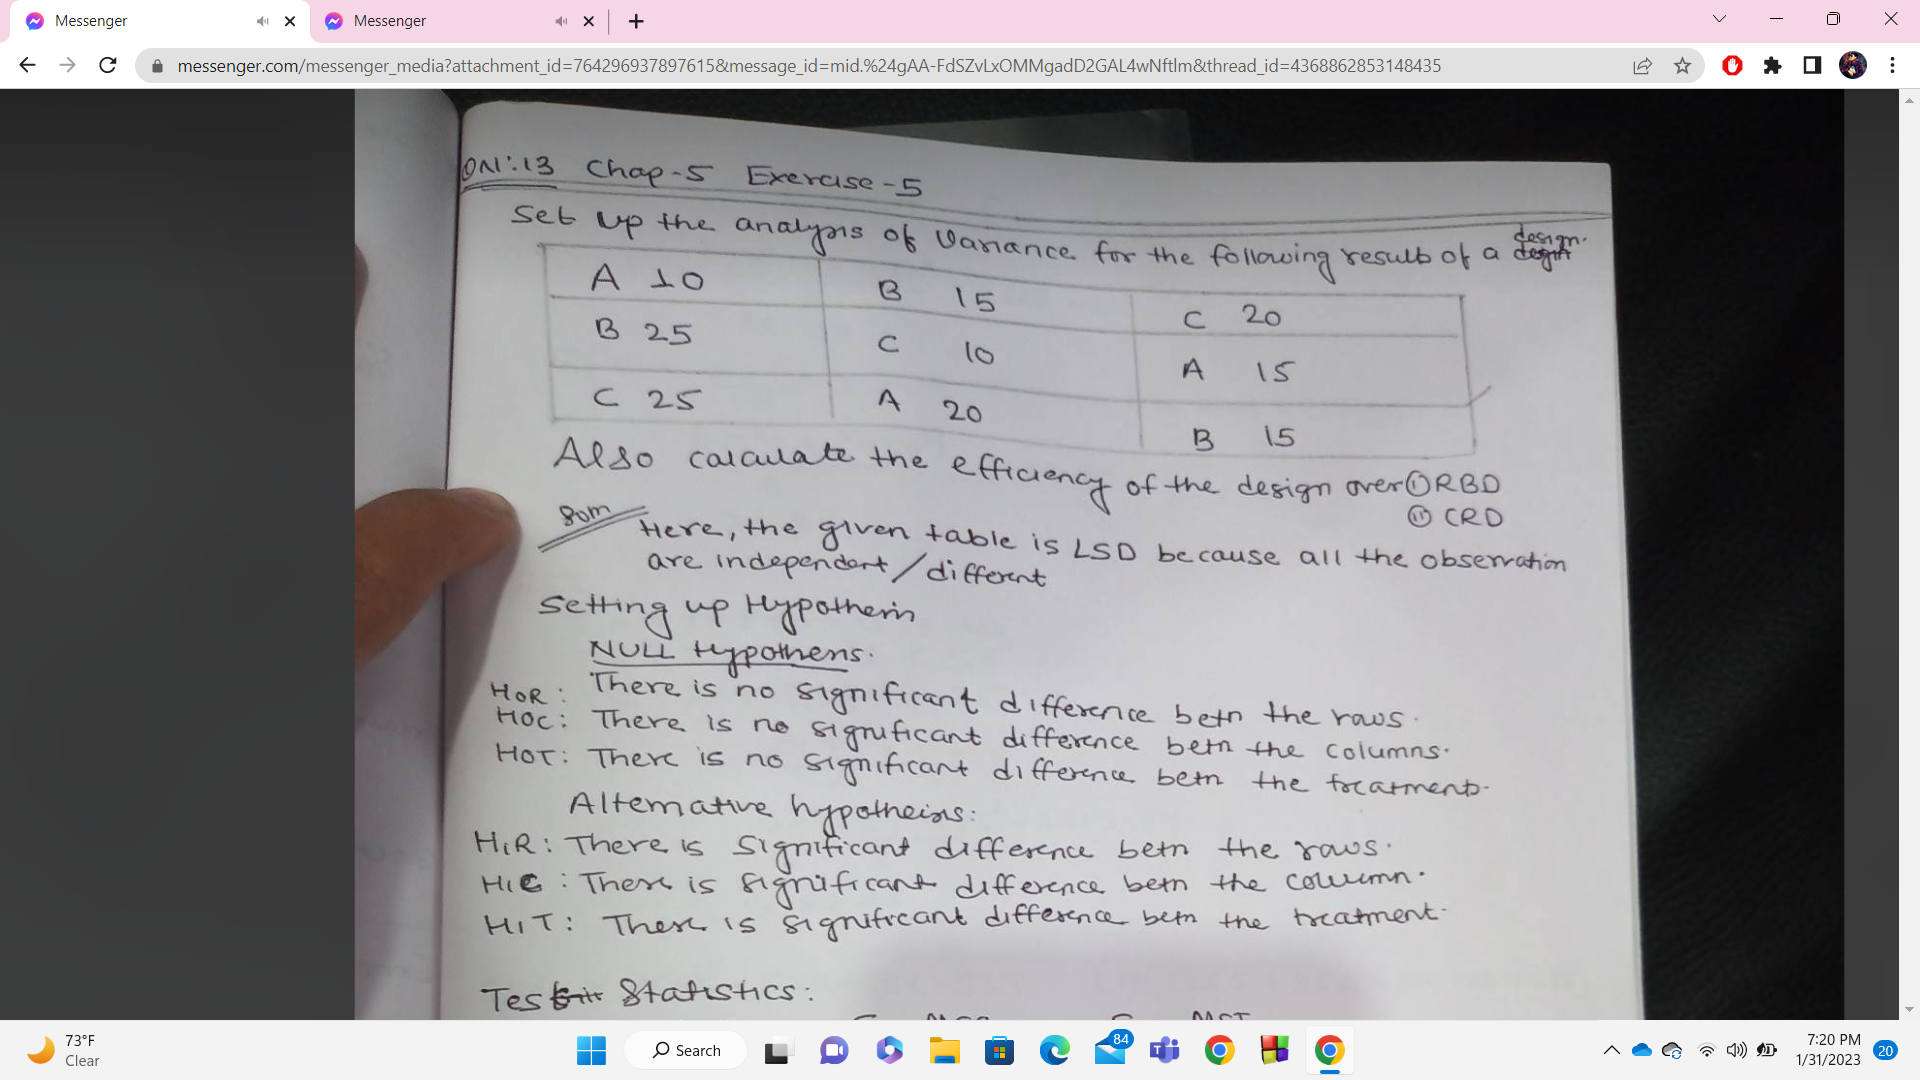 Messenger
Messenger
messenger.com/messenger_media?attachment_id=764296937897615&message_id=mid.%24gAA-FdSZvLxOMMgadD2GAL4wNftlm&thread_id=4368862853148435
QN:13 Chap-5 Exercise-5
Set up the analysis of Variance for the following result of a design.
A 10 B 15 C 20
B 25 C 10 A 15
C 25 A 20 B 15
Also calculate the efficiency of the design over (i) RBD
(ii) CRD
Soln
Here, the given table is LSD because all the observation
are independent/different
Setting up Hypothesis
NULL Hypothesis.
HOR: There is no significant difference betn the rows.
HOC: There is no significant difference betn the columns.
HOT: There is no significant difference betn the treatments.
Alternative hypothesis:
H1R: There is significant difference betn the rows.
H1C: There is significant difference betn the column.
H1T: There is significant difference betn the treatment.
Test Statistics:
73°F
Clear
Search
84
7:20 PM
1/31/2023
20